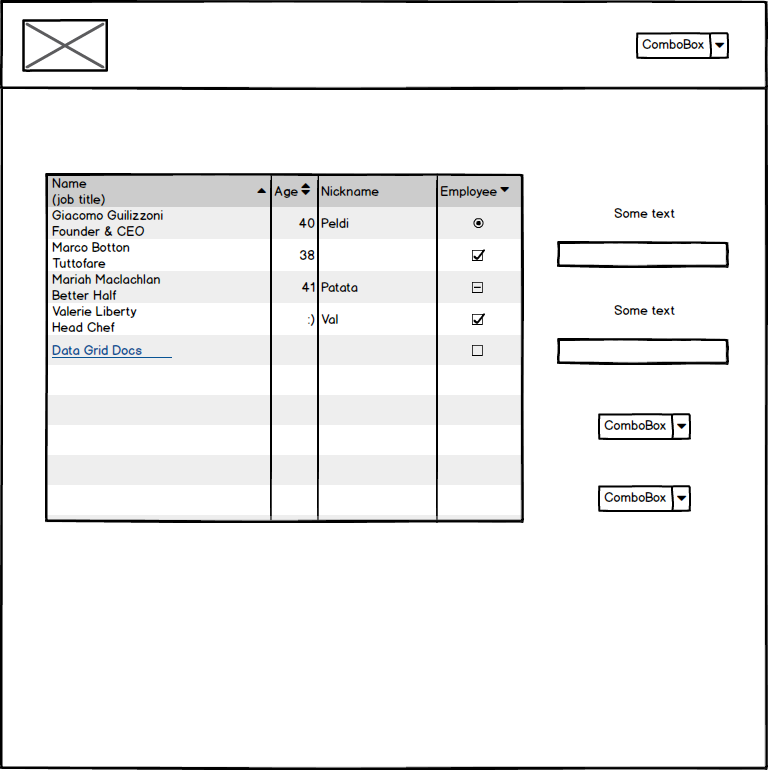 ComboBox
Name
(job title)
Age
Nickname
Employee
Giacomo Guilizzoni
Founder & CEO
40
Peldi
Marco Botton
Tuttofare
38
Mariah Maclachlan
Better Half
41
Patata
Valerie Liberty
Head Chef
:)
Val
Data Grid Docs
Some text
Some text
ComboBox
ComboBox